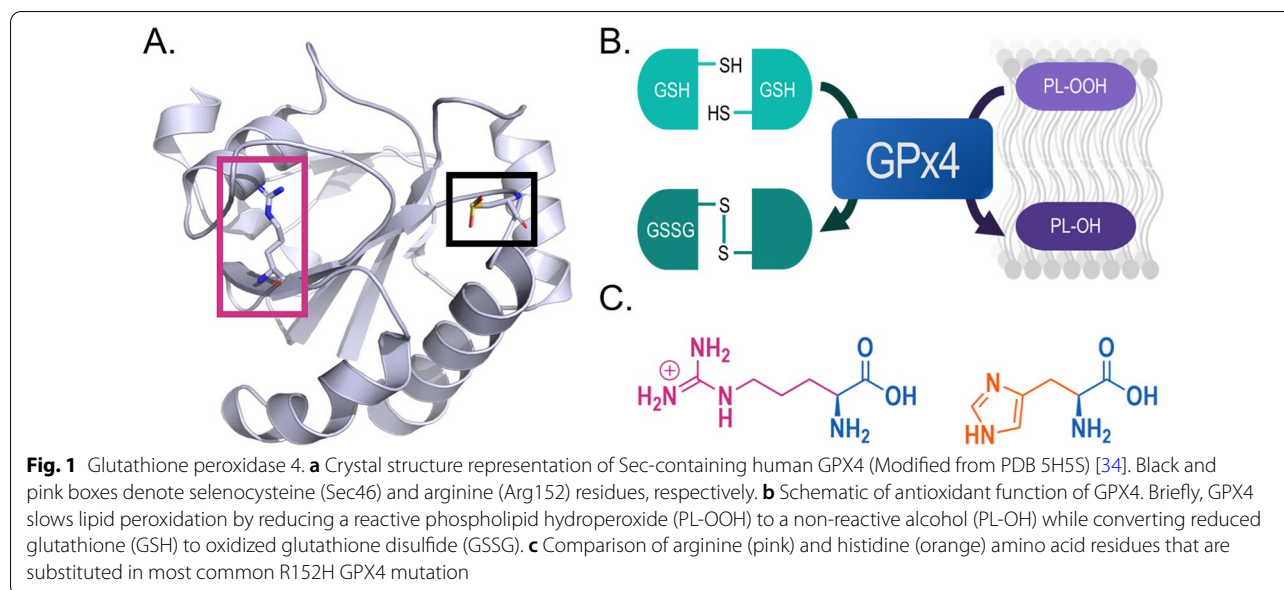 A.
B.
GSH
SH
HS
GSH
GSSG
S
S
GPx4
PL-OOH
PL-OH
C.
NH₂
⊕
H₂N
N
H
O
OH
NH₂
N
HN
O
OH
NH₂
Fig. 1 Glutathione peroxidase 4. a Crystal structure representation of Sec-containing human GPX4 (Modified from PDB 5H5S) [34]. Black and
pink boxes denote selenocysteine (Sec46) and arginine (Arg152) residues, respectively. b Schematic of antioxidant function of GPX4. Briefly, GPX4
slows lipid peroxidation by reducing a reactive phospholipid hydroperoxide (PL-OOH) to a non-reactive alcohol (PL-OH) while converting reduced
glutathione (GSH) to oxidized glutathione disulfide (GSSG). c Comparison of arginine (pink) and histidine (orange) amino acid residues that are
substituted in most common R152H GPX4 mutation